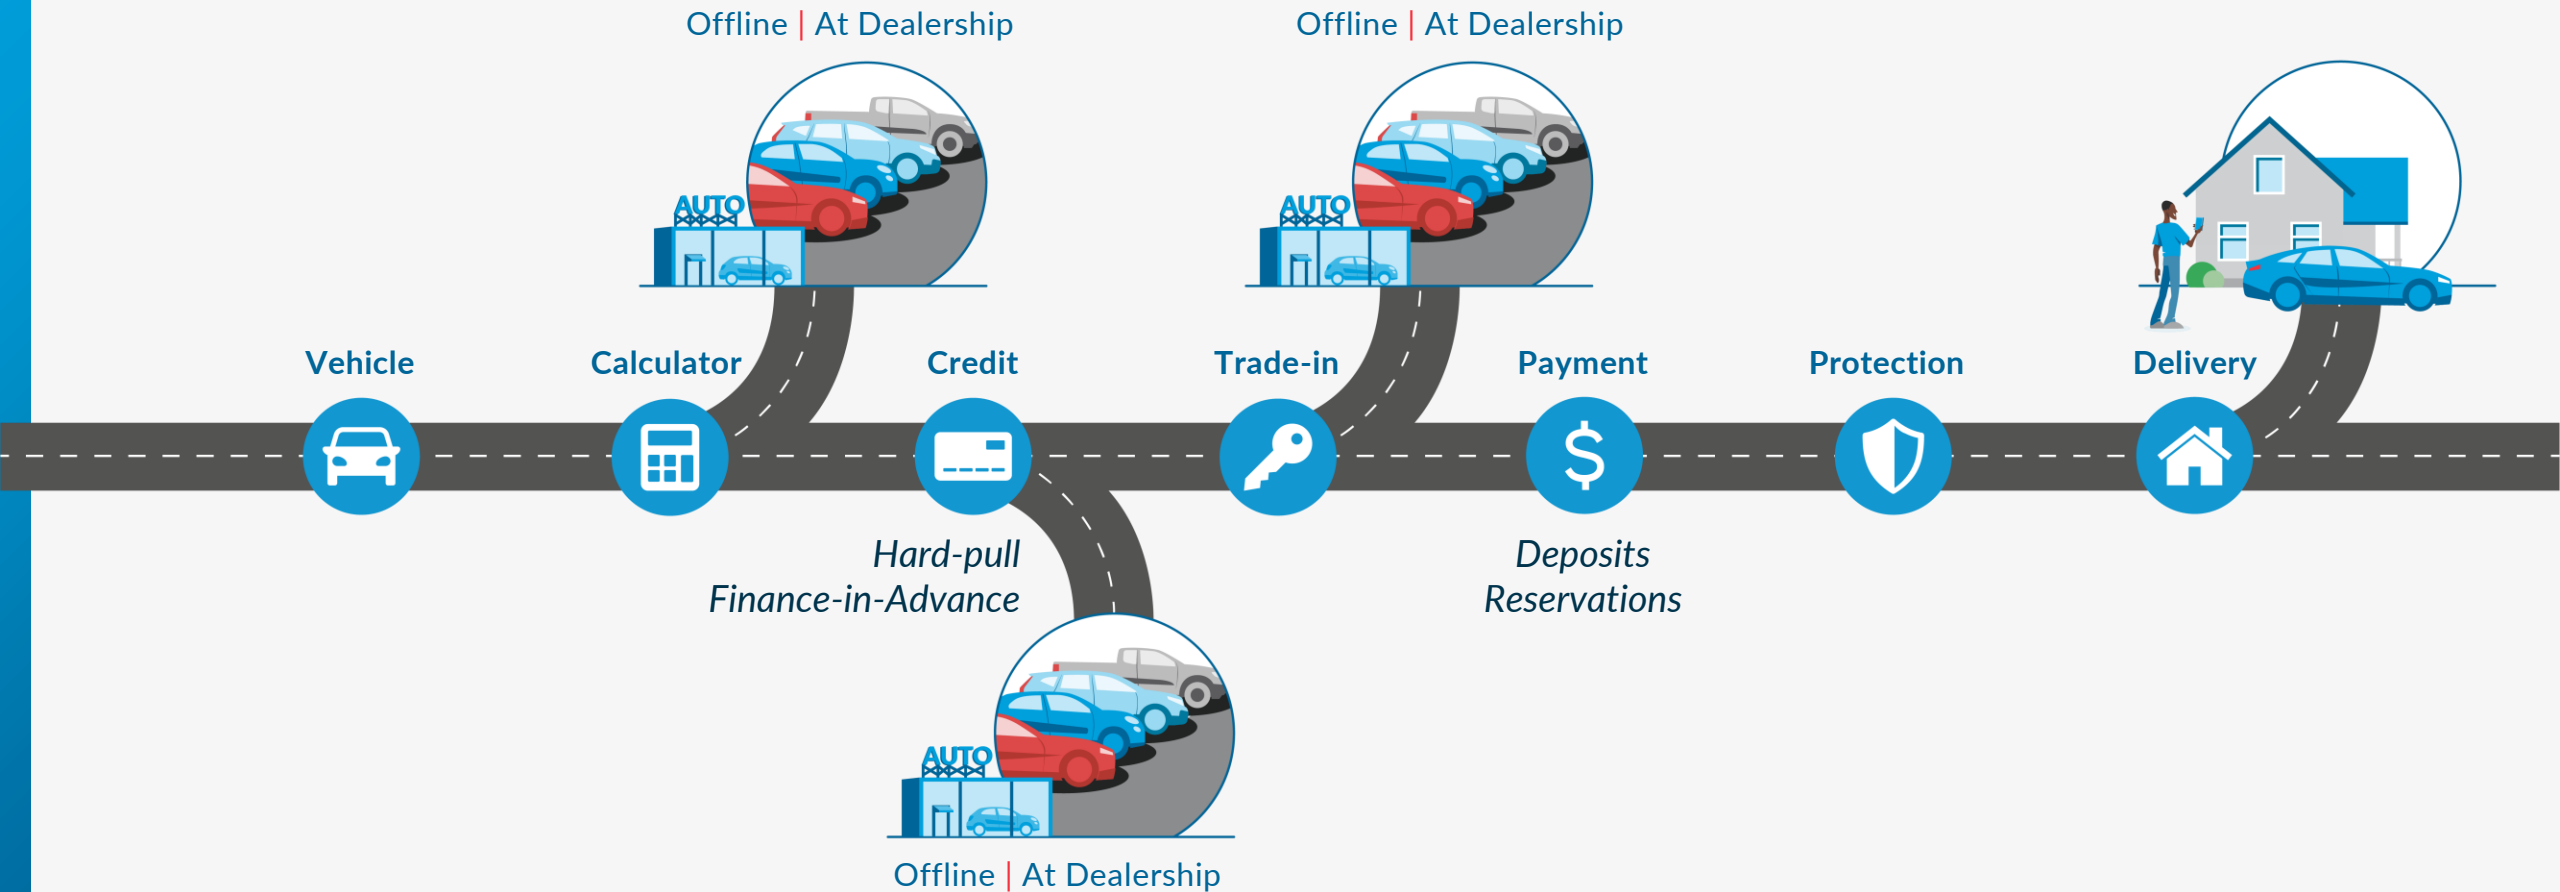 Offline | At Dealership
Offline | At Dealership
AUTO
AUTO
Vehicle
Calculator
Credit
Trade-in
Payment
Protection
Delivery
$
Hard-pull
Finance-in-Advance
Deposits
Reservations
AUTO
Offline | At Dealership